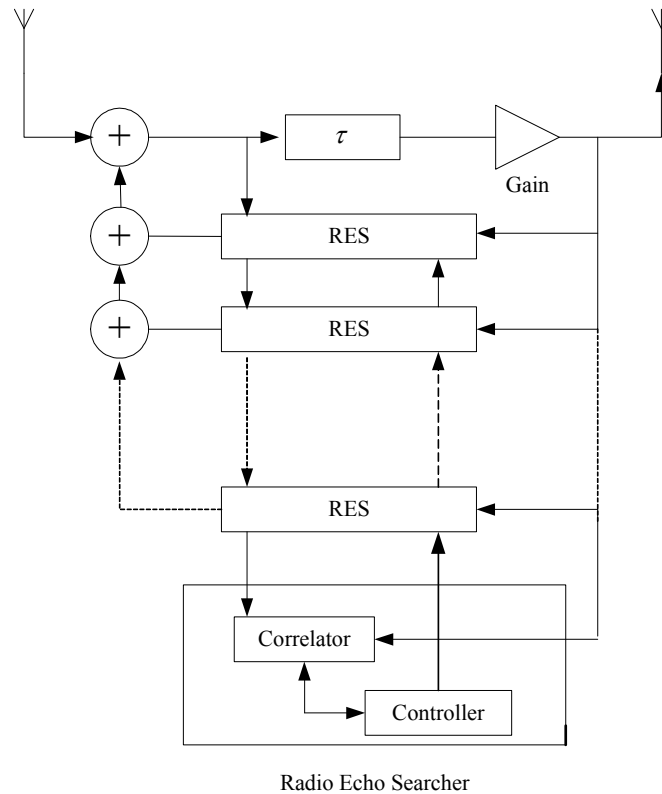 +
τ
Gain
+
RES
+
RES
RES
Correlator
Controller
Radio Echo Searcher